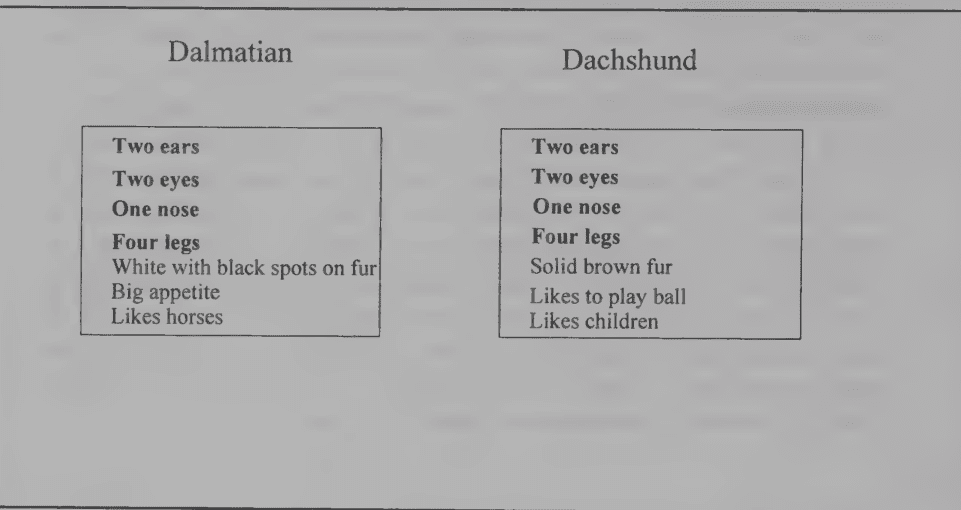 Dalmatian
Two ears
Two eyes
One nose
Four legs
White with black spots on fur
Big appetite
Likes horses
Dachshund
Two ears
Two eyes
One nose
Four legs
Solid brown fur
Likes to play ball
Likes children